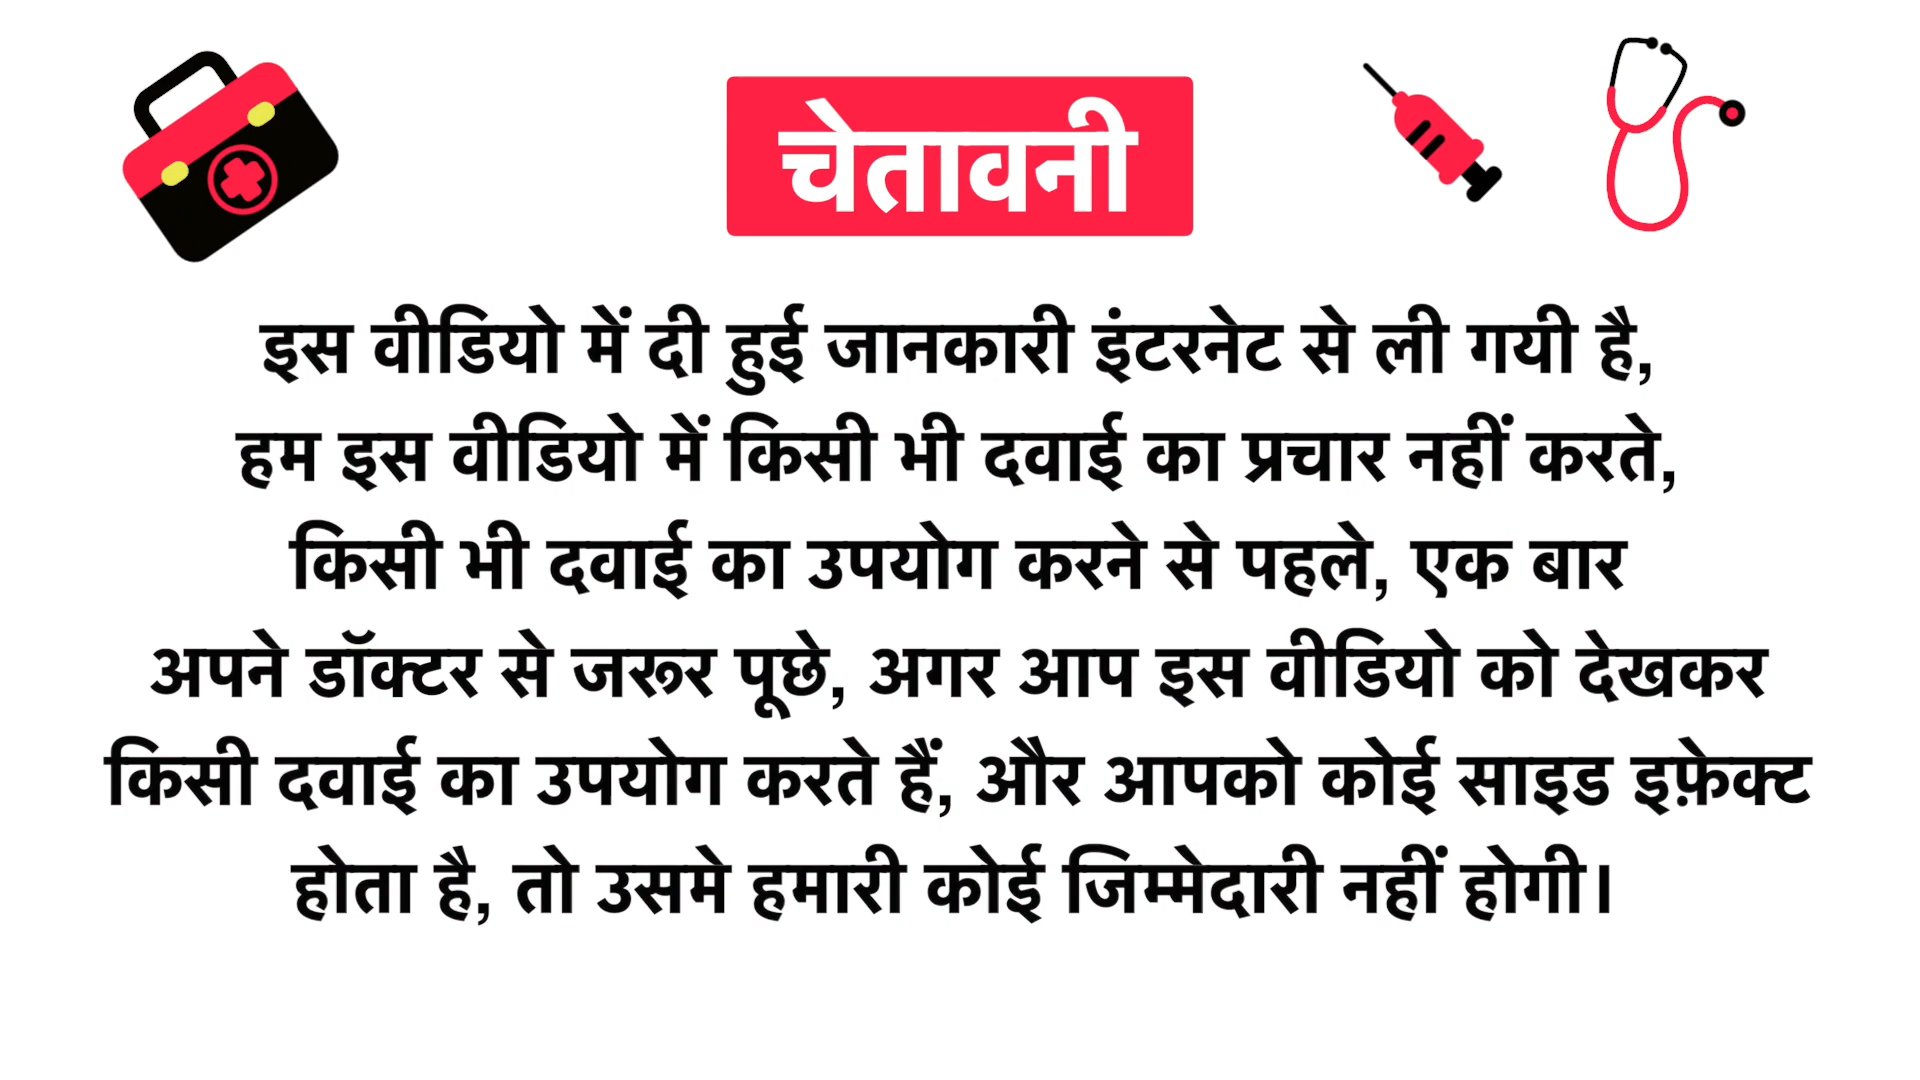 चेतावनी
इस वीडियो में दी हुई जानकारी इंटरनेट से ली गयी है,
हम इस वीडियो में किसी भी दवाई का प्रचार नहीं करते,
किसी भी दवाई का उपयोग करने से पहले, एक बार
अपने डॉक्टर से जरूर पूछे, अगर आप इस वीडियो को देखकर
किसी दवाई का उपयोग करते हैं, और आपको कोई साइड इफ़ेक्ट
होता है, तो उसमे हमारी कोई जिम्मेदारी नहीं होगी।